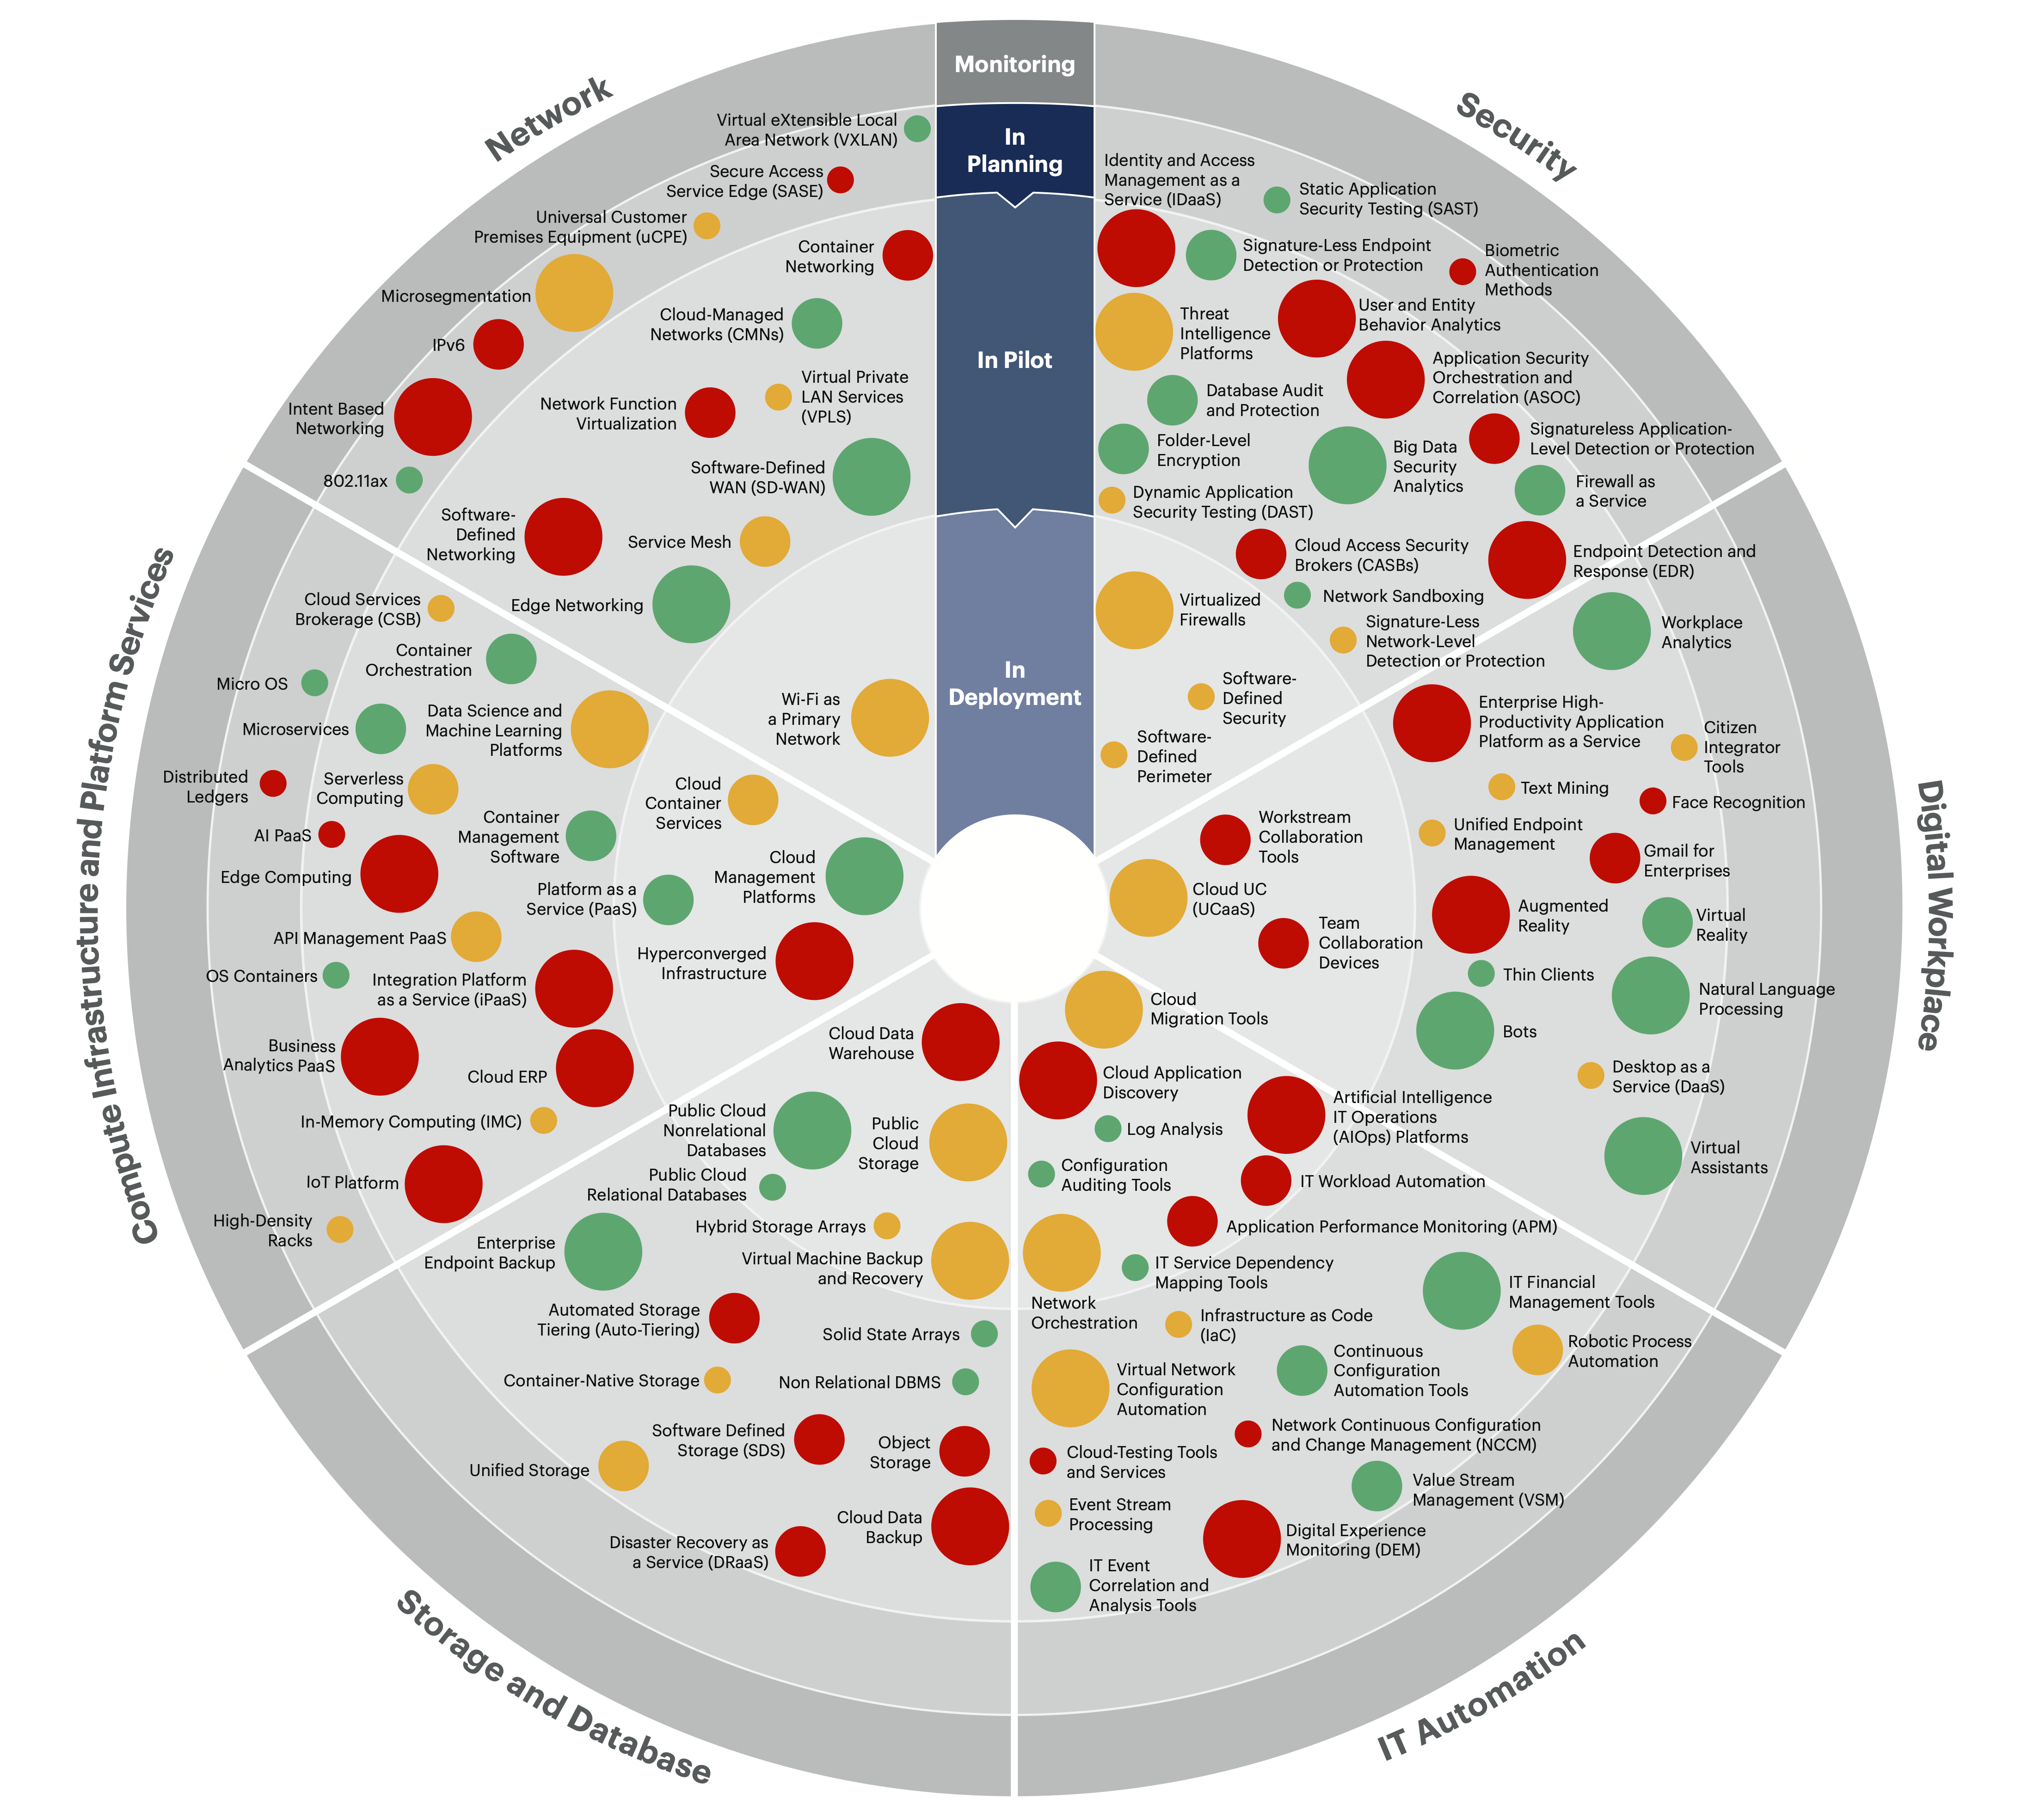 Monitoring
In
Planning
In Pilot
In
Deployment
Network
Virtual eXtensible Local
Area Network (VXLAN)
Secure Access
Service Edge (SASE)
Universal Customer
Premises Equipment (uCPE)
Container
Networking
Microsegmentation
Cloud-Managed
Networks (CMNs)
IPv6
Virtual Private
LAN Services
(VPLS)
Intent Based
Networking
Network Function
Virtualization
802.11ax
Software-Defined
WAN (SD-WAN)
Software-
Defined
Networking
Service Mesh
Edge Networking
Wi-Fi as
a Primary
Network
Security
Identity and Access
Management as a
Service (IDaaS)
Static Application
Security Testing (SAST)
Signature-Less Endpoint
Detection or Protection
Biometric
Authentication
Methods
Threat
Intelligence
Platforms
User and Entity
Behavior Analytics
Application Security
Orchestration and
Correlation (ASOC)
Database Audit
and Protection
Folder-Level
Encryption
Big Data
Security
Analytics
Signatureless Application-
Level Detection or Protection
Firewall as
a Service
Dynamic Application
Security Testing (DAST)
Cloud Access Security
Brokers (CASBs)
Endpoint Detection and
Response (EDR)
Network Sandboxing
Virtualized
Firewalls
Signature-Less
Network-Level
Detection or Protection
Software-
Defined
Security
Software-
Defined
Perimeter
Digital Workplace
Workplace
Analytics
Enterprise High-
Productivity Application
Platform as a Service
Citizen
Integrator
Tools
Text Mining
Face Recognition
Unified Endpoint
Management
Gmail for
Enterprises
Workstream
Collaboration
Tools
Cloud UC
(UCaaS)
Team
Collaboration
Devices
Augmented
Reality
Virtual
Reality
Thin Clients
Natural Language
Processing
Bots
Desktop as a
Service (DaaS)
Virtual
Assistants
IT Automation
Cloud
Migration Tools
Cloud Application
Discovery
Artificial Intelligence
IT Operations
(AIOps) Platforms
Log Analysis
Configuration
Auditing Tools
IT Workload Automation
Application Performance Monitoring (APM)
IT Service Dependency
Mapping Tools
Network
Orchestration
Infrastructure as Code
(IaC)
IT Financial
Management Tools
Robotic Process
Automation
Continuous
Configuration
Automation Tools
Virtual Network
Configuration
Automation
Network Continuous Configuration
and Change Management (NCCM)
Cloud-Testing Tools
and Services
Value Stream
Management (VSM)
Event Stream
Processing
Digital Experience
Monitoring (DEM)
IT Event
Correlation and
Analysis Tools
Storage and Database
Cloud Data
Warehouse
Public Cloud
Nonrelational
Databases
Public
Cloud
Storage
Public Cloud
Relational Databases
Hybrid Storage Arrays
Enterprise
Endpoint Backup
Virtual Machine Backup
and Recovery
Automated Storage
Tiering (Auto-Tiering)
Solid State Arrays
Container-Native Storage
Non Relational DBMS
Software Defined
Storage (SDS)
Object
Storage
Unified Storage
Cloud Data
Backup
Disaster Recovery as
a Service (DRaaS)
Compute Infrastructure and Platform Services
Cloud Services
Brokerage (CSB)
Container
Orchestration
Micro OS
Microservices
Data Science and
Machine Learning
Platforms
Distributed
Ledgers
Serverless
Computing
Cloud
Container
Services
AI PaaS
Container
Management
Software
Edge Computing
Cloud
Management
Platforms
Platform as a
Service (PaaS)
API Management PaaS
Hyperconverged
Infrastructure
OS Containers
Integration Platform
as a Service (iPaaS)
Business
Analytics PaaS
Cloud ERP
In-Memory Computing (IMC)
IoT Platform
High-Density
Racks